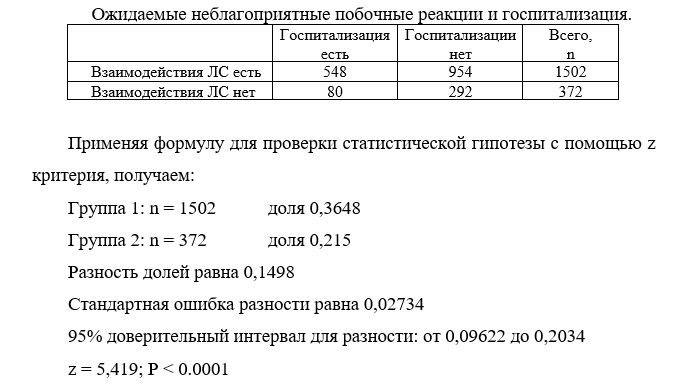 Ожидаемые неблагоприятные побочные реакции и госпитализация.
Госпитализация есть Госпитализации нет Всего, n
Взаимодействия ЛС есть 548 954 1502
Взаимодействия ЛС нет 80 292 372
Применяя формулу для проверки статистической гипотезы с помощью z
критерия, получаем:
Группа 1: n = 1502 доля 0,3648
Группа 2: n = 372 доля 0,215
Разность долей равна 0,1498
Стандартная ошибка разности равна 0,02734
95% доверительный интервал для разности: от 0,09622 до 0,2034
z = 5,419; P < 0.0001